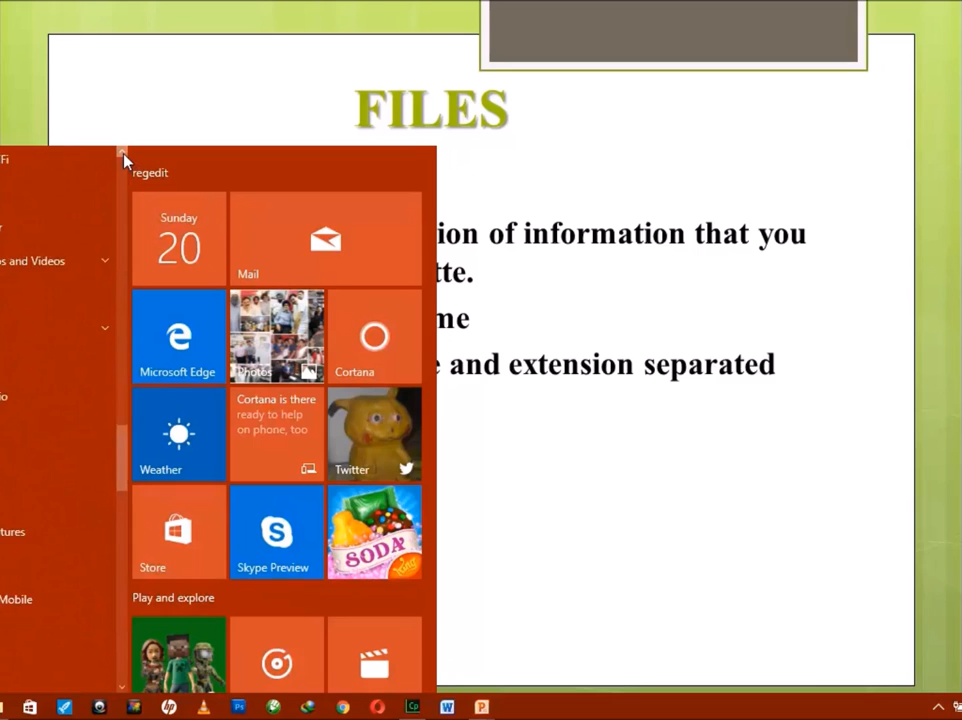 FILES
Fi
regedit
Sunday
20
Mail
ion of information that you
s and Videos
tte.
me
Microsoft Edge
Photos
Cortana
e and extension separated
io
Cortana is there
ready to help
on phone, too
Weather
Twitter
tures
SODA
Store
Skype Preview
Mobile
Play and explore